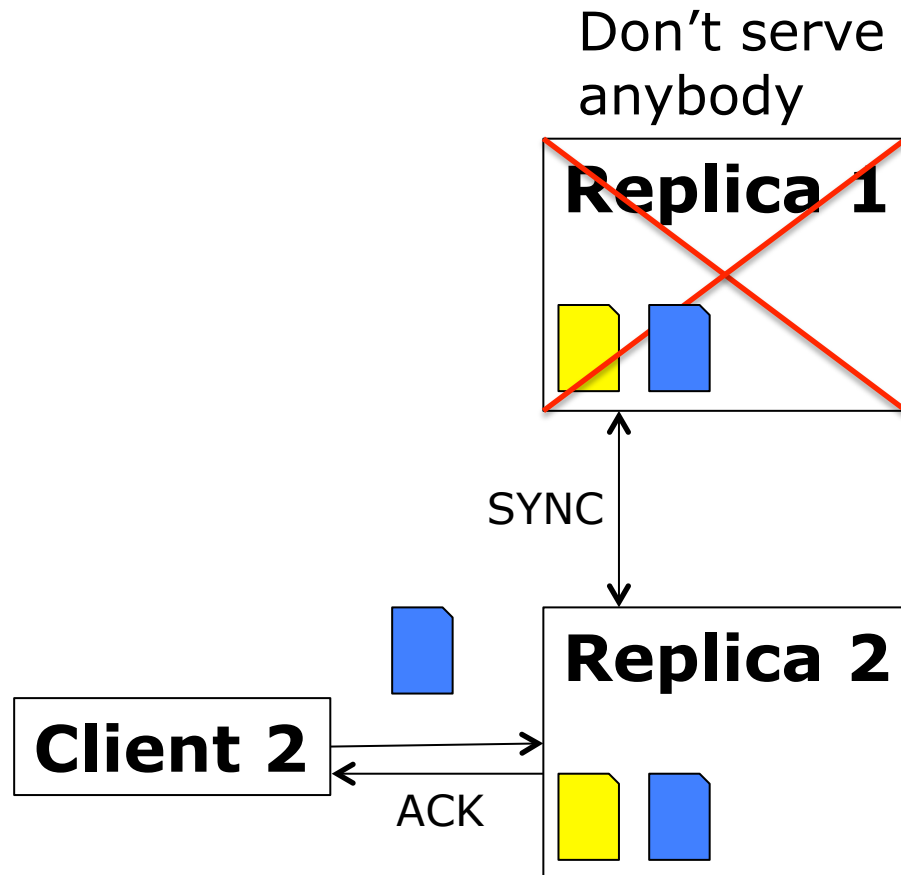 Don’t serve
anybody
Replica 1
SYNC
Replica 2
Client 2
ACK